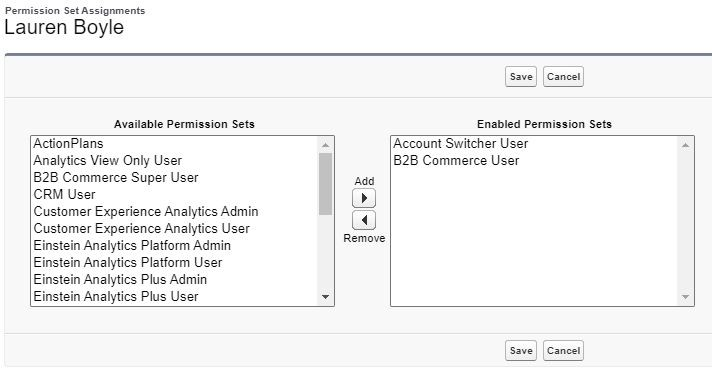 Permission Set Assignments
Lauren Boyle
Save Cancel
Available Permission Sets
ActionPlans
Analytics View Only User
B2B Commerce Super User
CRM User
Customer Experience Analytics Admin
Customer Experience Analytics User
Einstein Analytics Platform Admin
Einstein Analytics Platform User
Einstein Analytics Plus Admin
Einstein Analytics Plus User
Add
Remove
Enabled Permission Sets
Account Switcher User
B2B Commerce User
Save Cancel